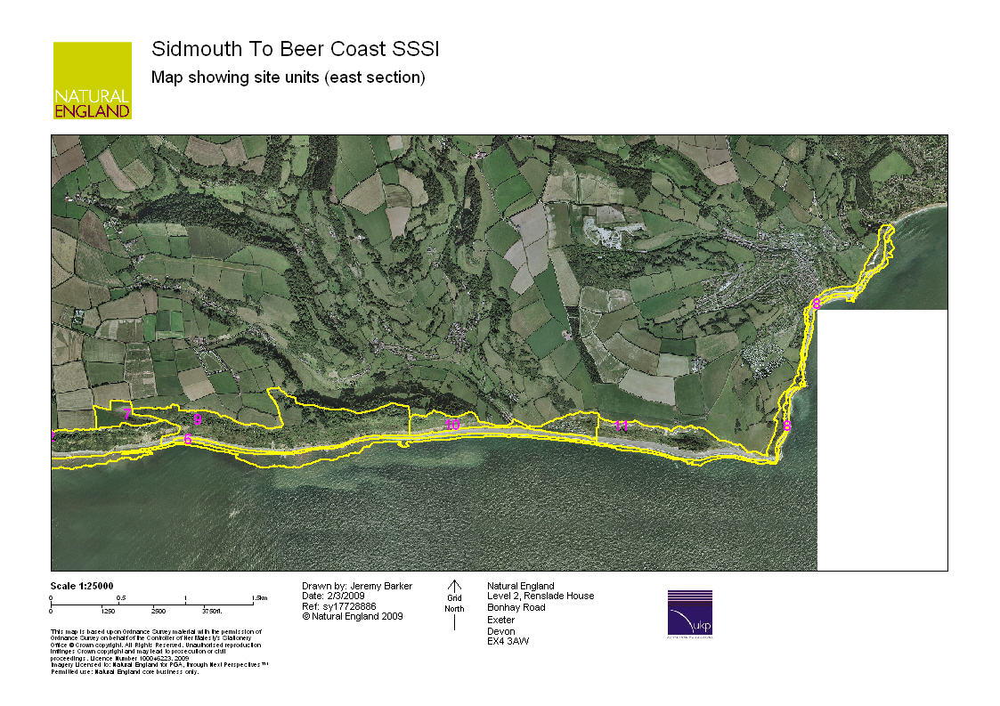 Sidmouth To Beer Coast SSSI
Map showing site units (east section)
NATURAL
ENGLAND
7
9
6
10
11
8
8
Scale 1:25000
0 0.5 1 1.5km
0 1250 2500 3750ft.
This map is based upon Ordnance Survey material with the permission of
Ordnance Survey on behalf of the Controller of Her Majesty's Stationery
Office © Crown copyright. All Rights Reserved. Unauthorised reproduction
infringes Crown copyright and may lead to prosecution or civil
proceedings. Licence Number 100046223. 2009
Imagery Licensed to: Natural England for PGA, through Next Perspectives™
Permitted use: Natural England core business only.
Drawn by: Jeremy Barker
Date: 2/3/2009
Ref: sy17728886
© Natural England 2009
Grid
North
Natural England
Level 2, Renslade House
Bonhay Road
Exeter
Devon
EX4 3AW
ukp